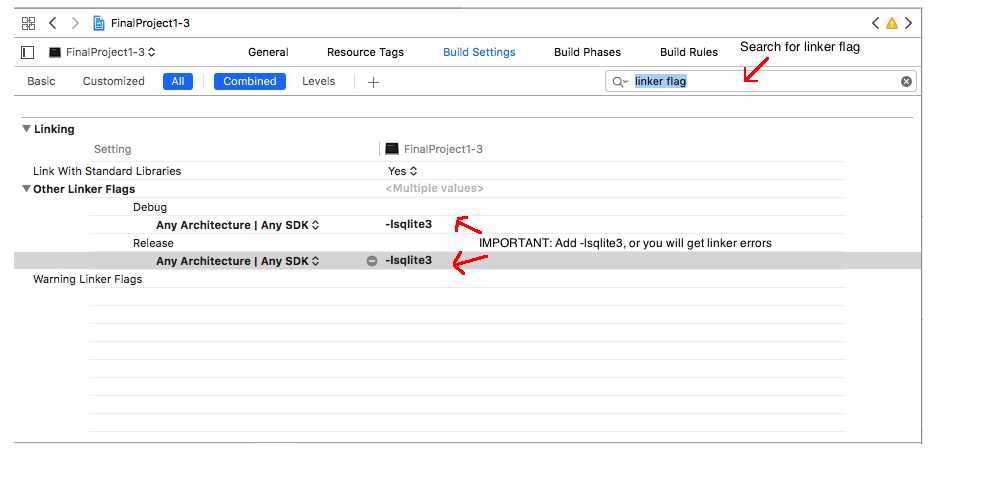 FinalProject1-3
FinalProject1-3 General Resource Tags Build Settings Build Phases Build Rules
Search for linker flag
Basic Customized All Combined Levels + linker flag
Linking
Setting FinalProject1-3
Link With Standard Libraries Yes
Other Linker Flags <Multiple values>
Debug
Any Architecture | Any SDK -lsqlite3
Release
IMPORTANT: Add -lsqlite3, or you will get linker errors
Any Architecture | Any SDK -lsqlite3
Warning Linker Flags